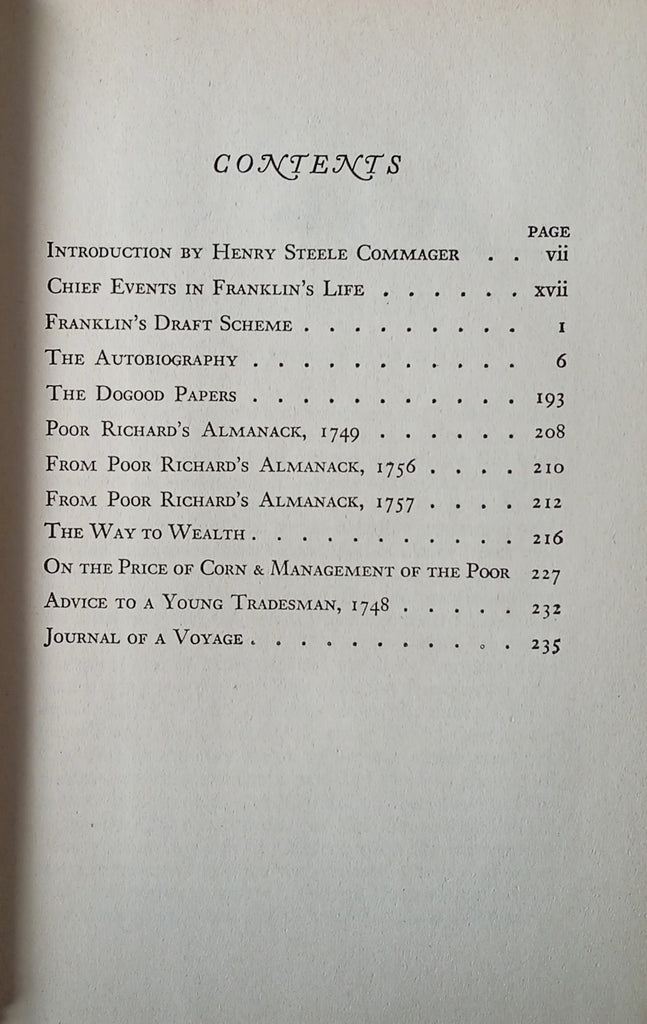 CONTENTS
PAGE
Introduction by Henry Steele Commager . . vii
Chief Events in Franklin's Life . . . . . . xvii
Franklin's Draft Scheme . . . . . . . . . 1
The Autobiography . . . . . . . . . . . 6
The Dogood Papers . . . . . . . . . . . 193
Poor Richard's Almanack, 1749 . . . . . . 208
From Poor Richard's Almanack, 1756 . . . . 210
From Poor Richard's Almanack, 1757 . . . . 212
The Way to Wealth . . . . . . . . . . . 216
On the Price of Corn & Management of the Poor 227
Advice to a Young Tradesman, 1748 . . . . . 232
Journal of a Voyage . . . . . . . . . . . 235